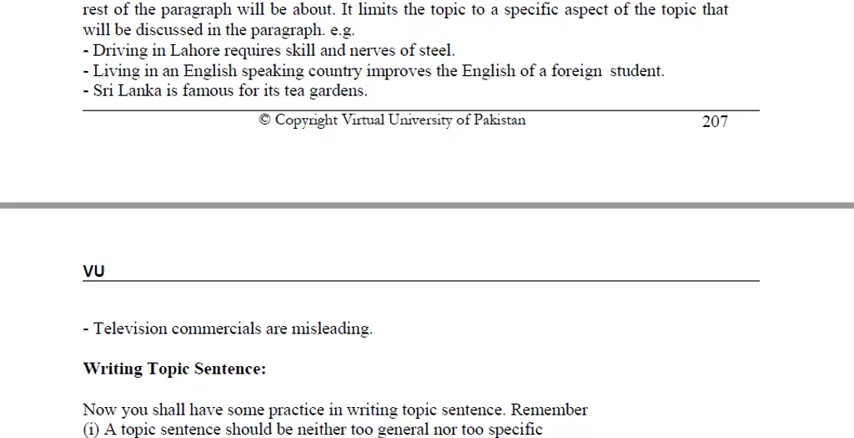 rest of the paragraph will be about. It limits the topic to a specific aspect of the topic that
will be discussed in the paragraph. e.g.
- Driving in Lahore requires skill and nerves of steel.
- Living in an English speaking country improves the English of a foreign student.
- Sri Lanka is famous for its tea gardens.
© Copyright Virtual University of Pakistan 207
VU
- Television commercials are misleading.
Writing Topic Sentence:
Now you shall have some practice in writing topic sentence. Remember
(i) A topic sentence should be neither too general nor too specific